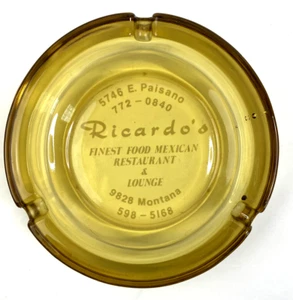 5746 E. Paisano
772-0840
Ricardo's
FINEST FOOD MEXICAN
RESTAURANT
&
LOUNGE
9828 Montana
598-5168